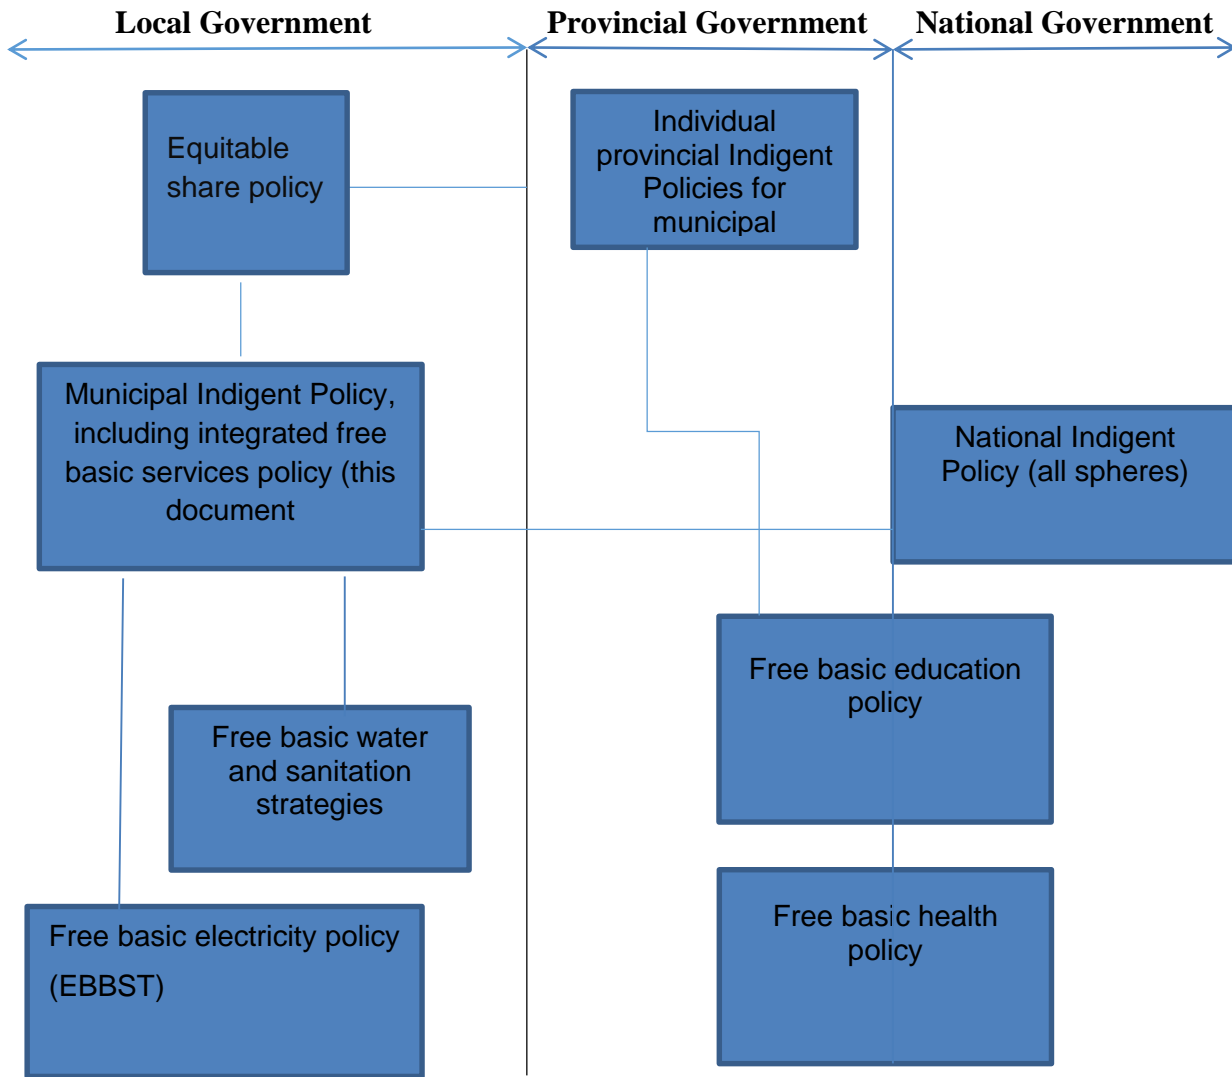 Local Government
Provincial Government
National Government
Equitable
share policy
Individual
provincial Indigent
Policies for
municipal
Municipal Indigent Policy,
including integrated free
basic services policy (this
document
National Indigent
Policy (all spheres)
Free basic education
policy
Free basic water
and sanitation
strategies
Free basic health
policy
Free basic electricity policy
(EBBST)